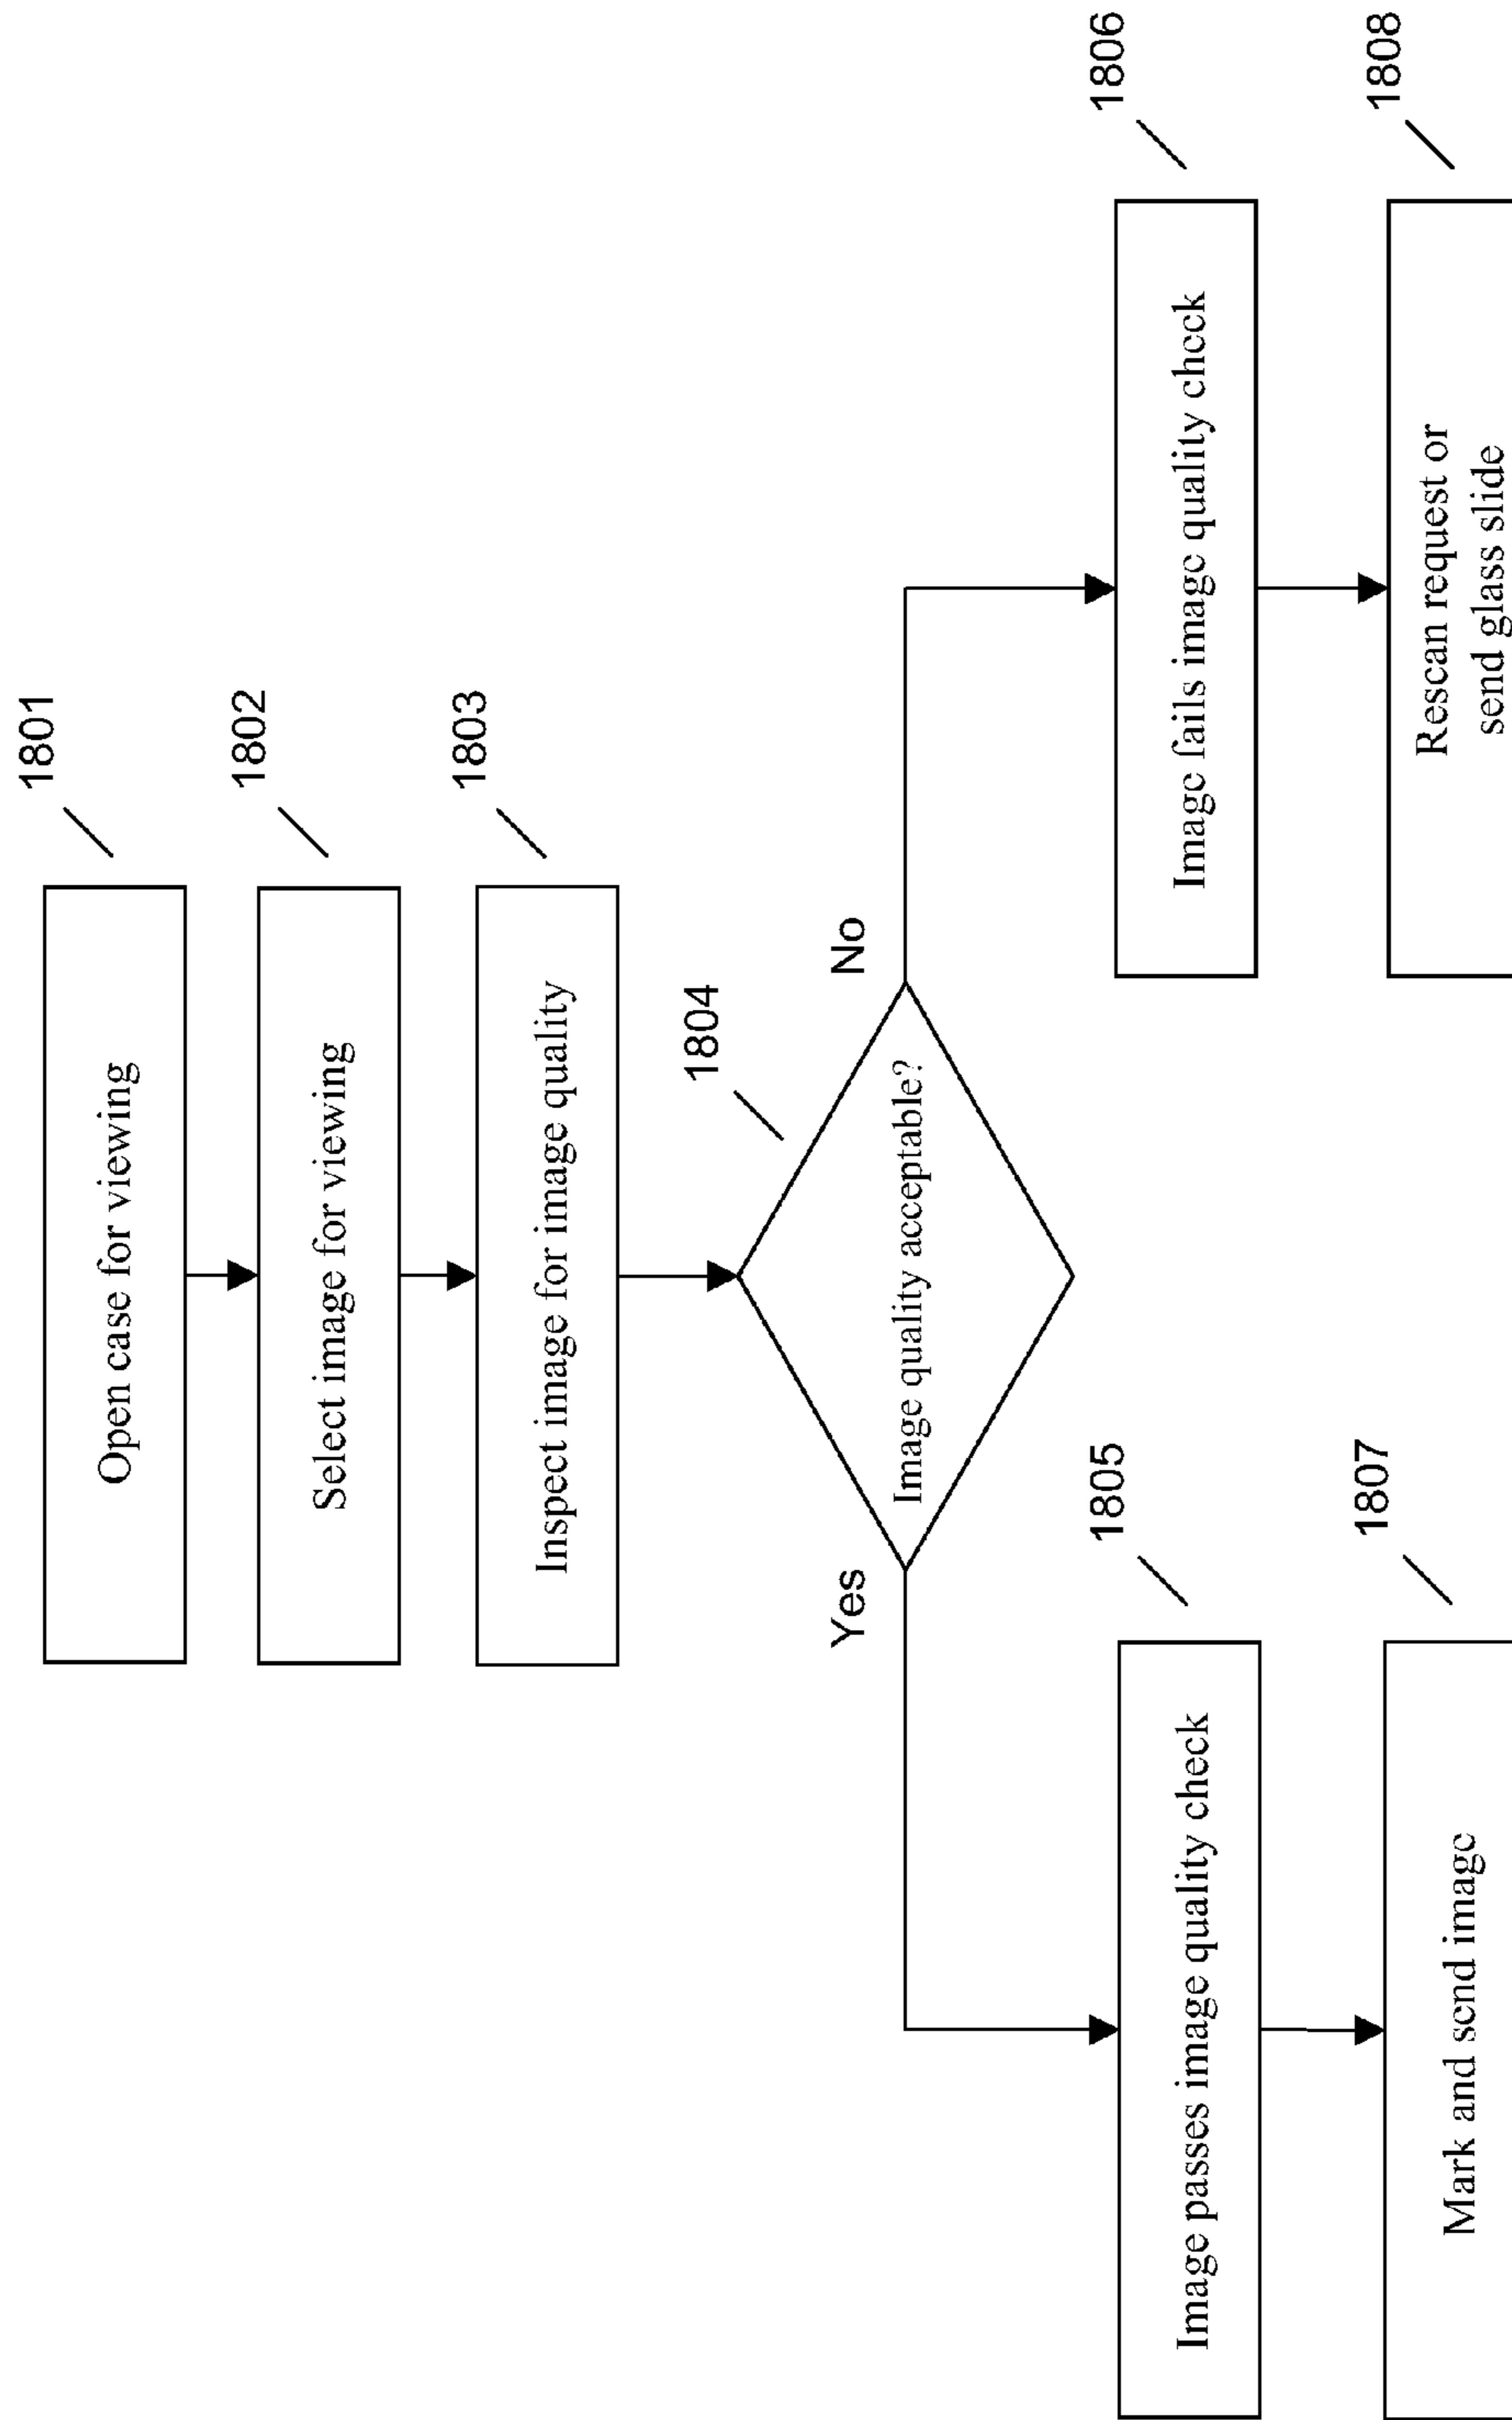 1801
Open case for viewing
1802
Select image for viewing
1803
Inspect image for image quality
1804
Image quality acceptable?
Yes
No
1805
Image passes image quality check
1806
Image fails image quality check
1807
Mark and send image
1808
Rescan request or
send glass slide